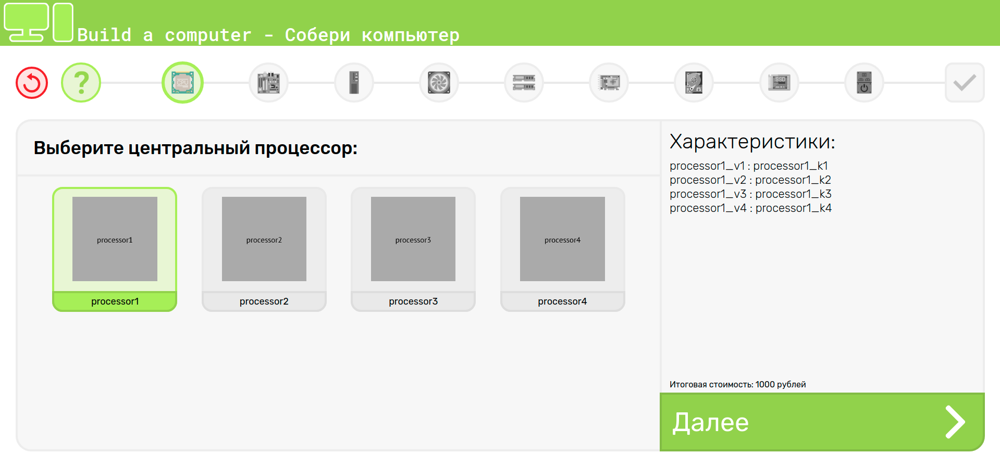 Build a computer - Собери компьютер
?
CPU
SSD
Выберите центральный процессор:
processor1
processor2
processor3
processor4
processor1
processor2
processor3
processor4
Характеристики:
processor1_v1 : processor1_k1
processor1_v2 : processor1_k2
processor1_v3 : processor1_k3
processor1_v4 : processor1_k4
Итоговая стоимость: 1000 рублей
Далее